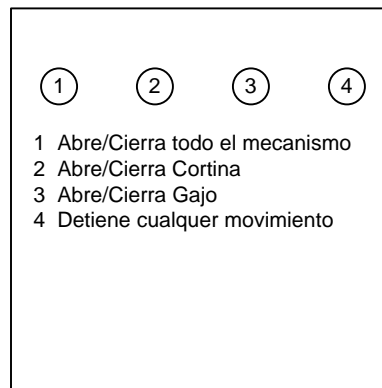 1 2 3 4
1 Abre/Cierra todo el mecanismo
2 Abre/Cierra Cortina
3 Abre/Cierra Gajo
4 Detiene cualquer movimiento